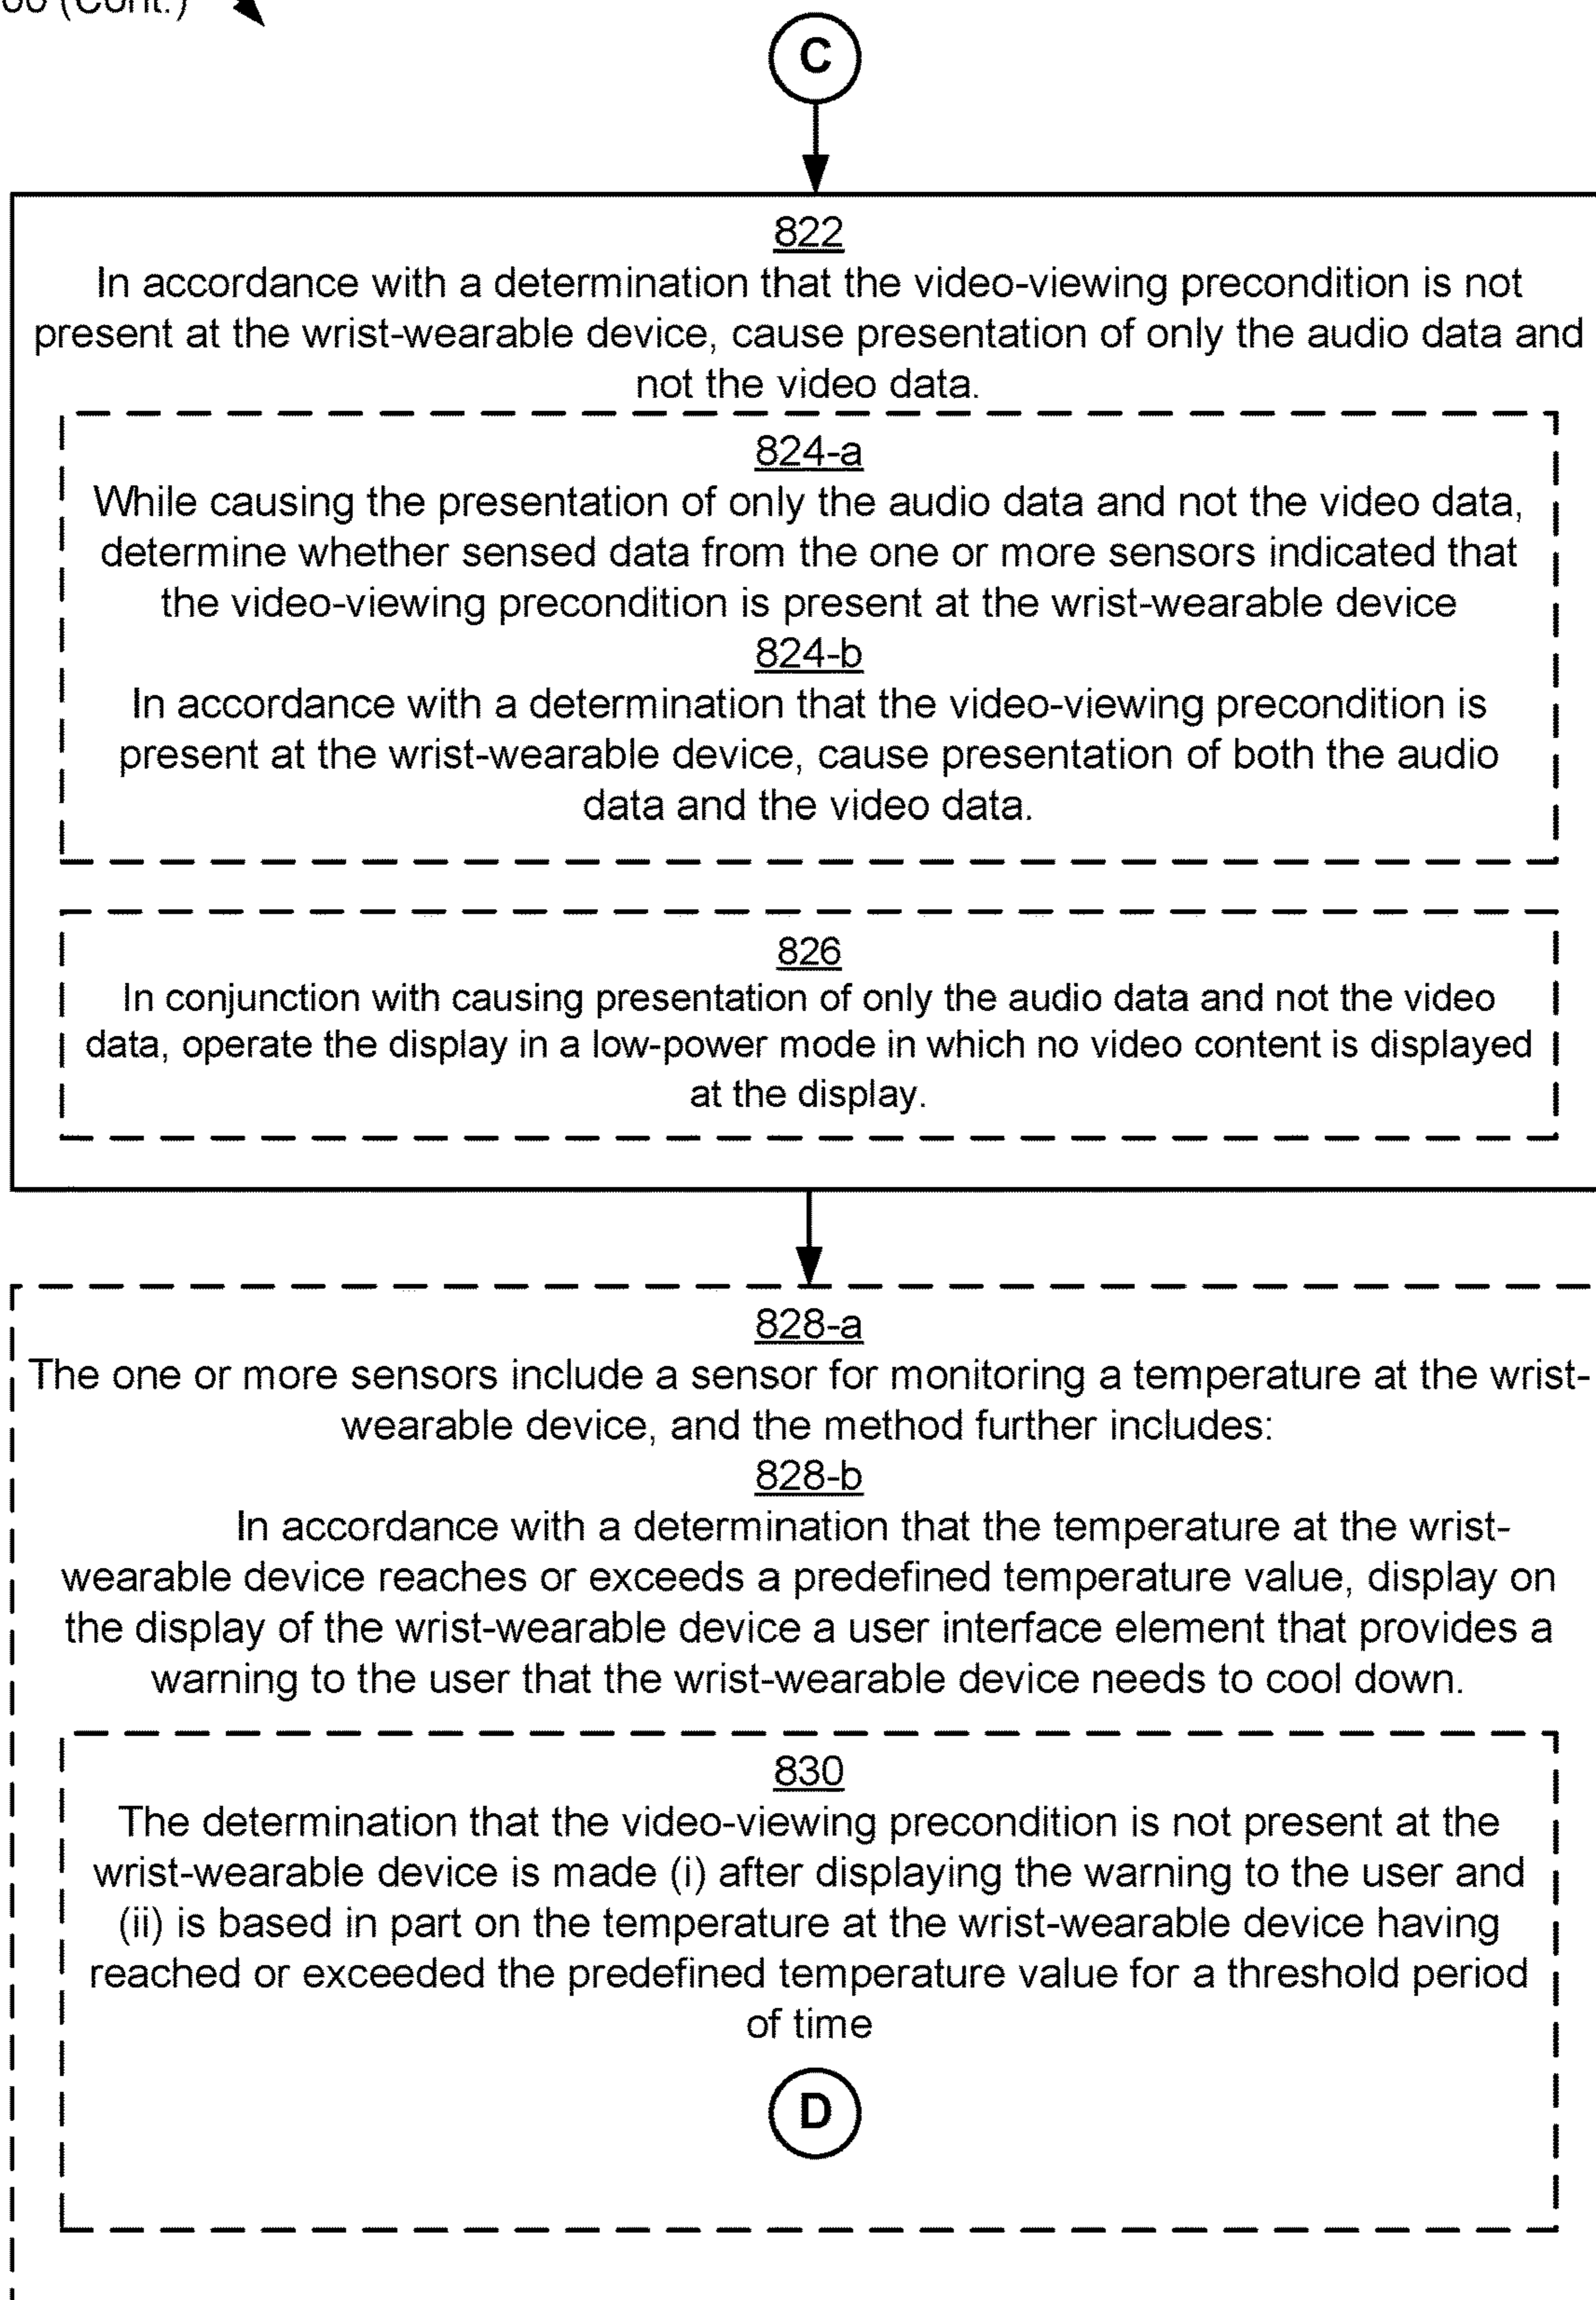 (Cont.)
C
822
In accordance with a determination that the video-viewing precondition is not
present at the wrist-wearable device, cause presentation of only the audio data and
not the video data.
824-a
While causing the presentation of only the audio data and not the video data,
determine whether sensed data from the one or more sensors indicated that
the video-viewing precondition is present at the wrist-wearable device
824-b
In accordance with a determination that the video-viewing precondition is
present at the wrist-wearable device, cause presentation of both the audio
data and the video data.
826
In conjunction with causing presentation of only the audio data and not the video
data, operate the display in a low-power mode in which no video content is displayed
at the display.
828-a
The one or more sensors include a sensor for monitoring a temperature at the wrist-
wearable device, and the method further includes:
828-b
In accordance with a determination that the temperature at the wrist-
wearable device reaches or exceeds a predefined temperature value, display on
the display of the wrist-wearable device a user interface element that provides a
warning to the user that the wrist-wearable device needs to cool down.
830
The determination that the video-viewing precondition is not present at the
wrist-wearable device is made (i) after displaying the warning to the user and
(ii) is based in part on the temperature at the wrist-wearable device having
reached or exceeded the predefined temperature value for a threshold period
of time
D